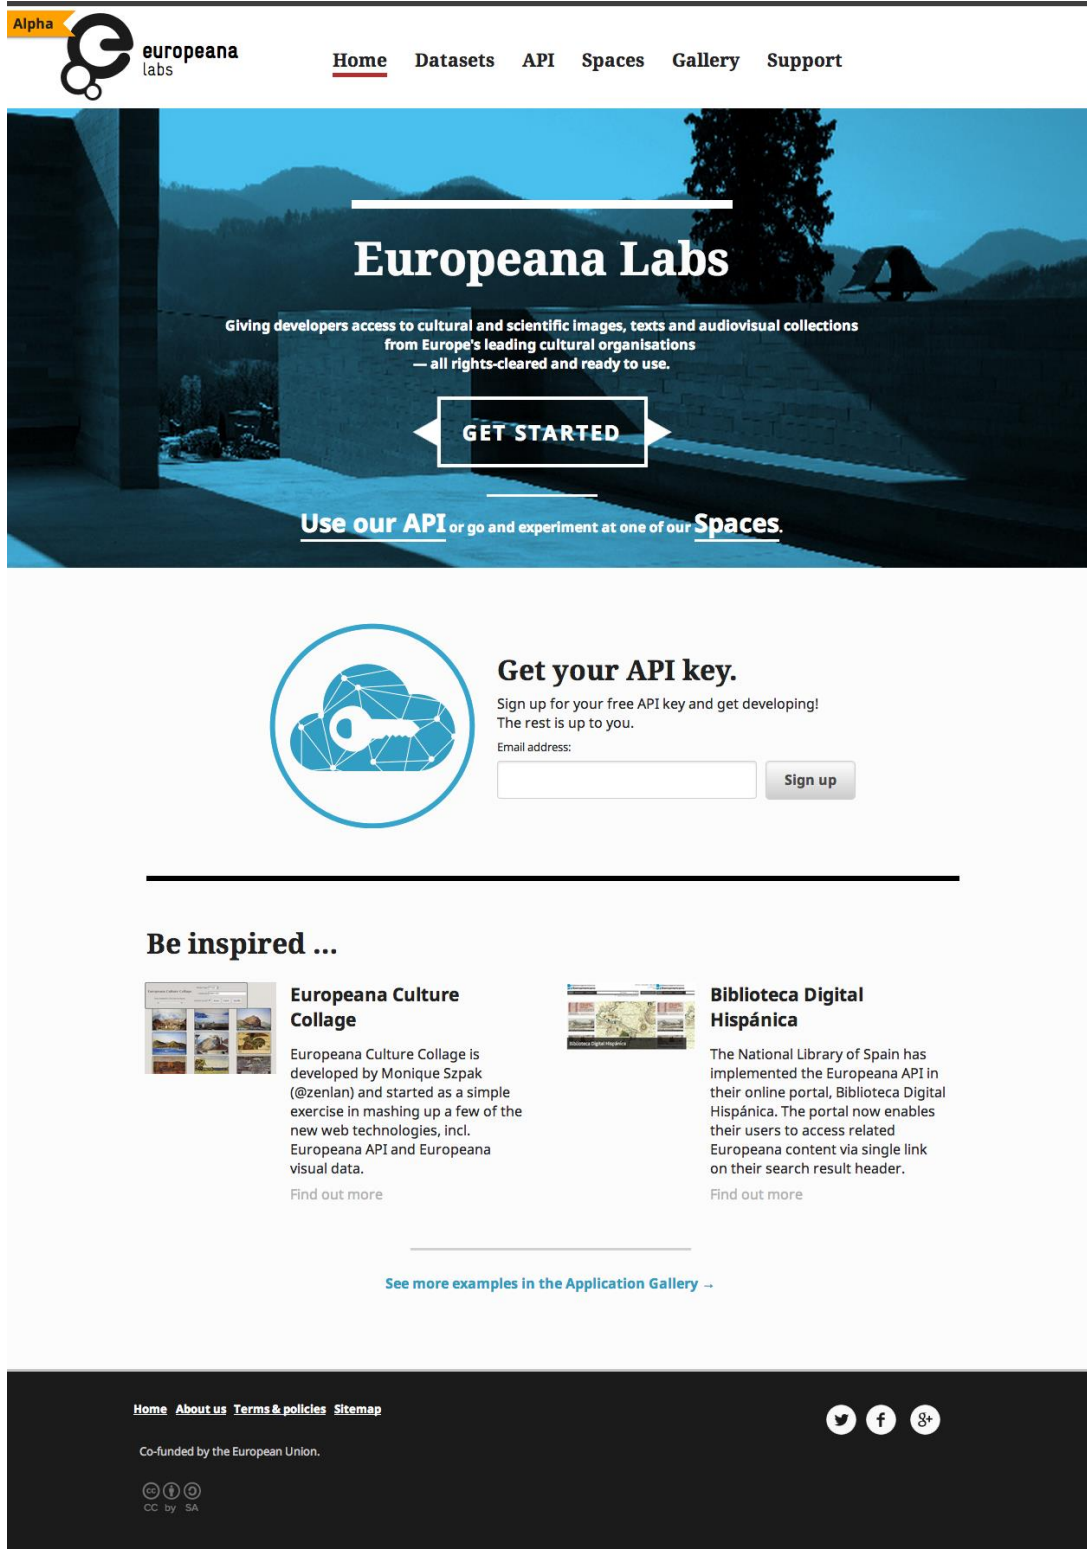 Alpha
europeana
labs
Home Datasets API Spaces Gallery Support
Europeana Labs
Giving developers access to cultural and scientific images, texts and audiovisual collections
from Europe's leading cultural organisations
— all rights-cleared and ready to use.
GET STARTED
Use our API or go and experiment at one of our Spaces.
Get your API key.
Sign up for your free API key and get developing!
The rest is up to you.
Email address:
Sign up
Be inspired ...
Europeana Culture
Collage
Europeana Culture Collage is
developed by Monique Szpak
(@zenlan) and started as a simple
exercise in mashing up a few of the
new web technologies, incl.
Europeana API and Europeana
visual data.
Find out more
Biblioteca Digital Hispánica
Biblioteca Digital
Hispánica
The National Library of Spain has
implemented the Europeana API in
their online portal, Biblioteca Digital
Hispánica. The portal now enables
their users to access related
Europeana content via single link
on their search result header.
Find out more
See more examples in the Application Gallery →
Home About us Terms & policies Sitemap
Co-funded by the European Union.
CC by SA